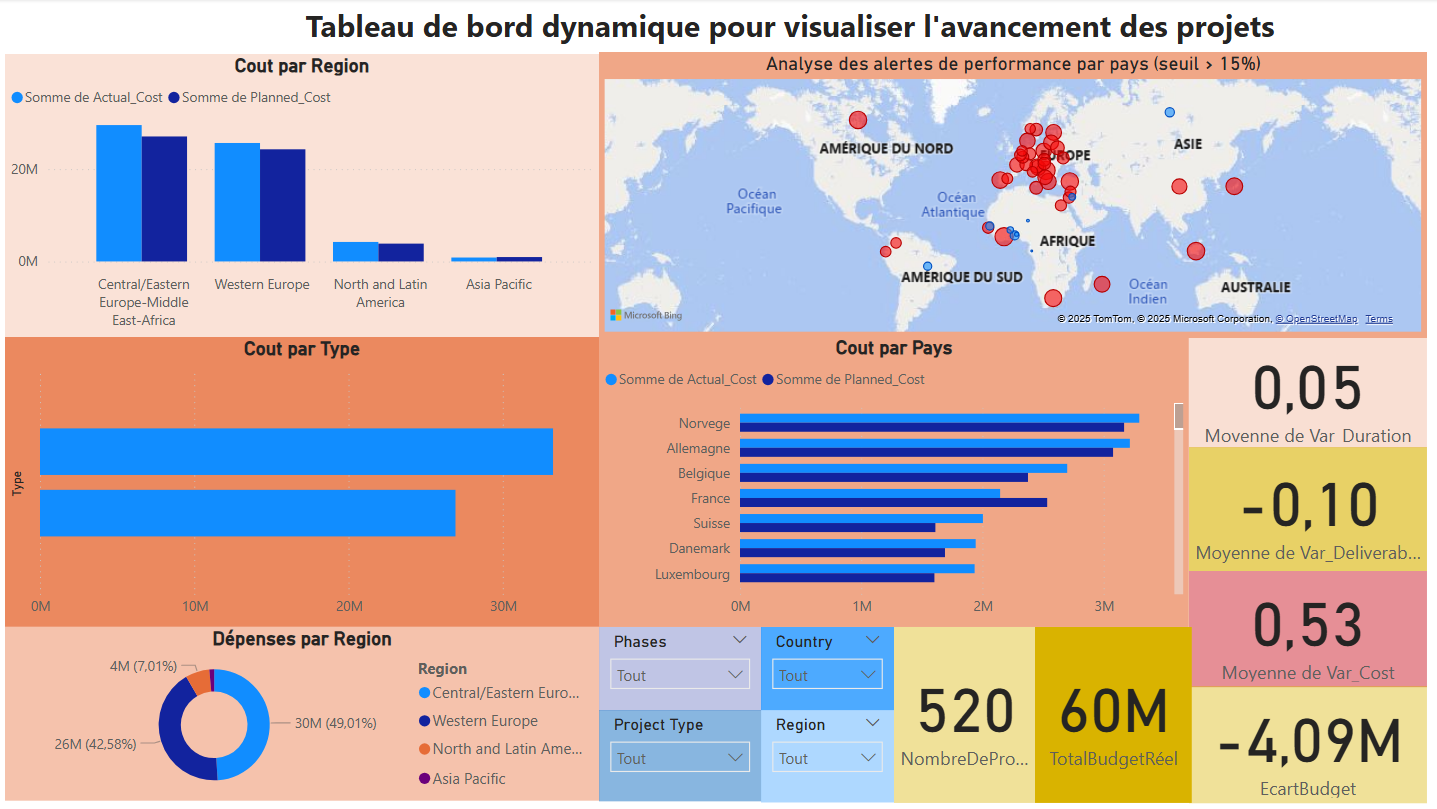 Tableau de bord dynamique pour visualiser l'avancement des projets
Cout par Region
Somme de Actual_Cost Somme de Planned_Cost
20M
0M
Central/Eastern
Europe-Middle
East-Africa
Western Europe
North and Latin
America
Asia Pacific
Analyse des alertes de performance par pays (seuil > 15%)
AMÉRIQUE DU NORD
EUROPE
ASIE
Océan
Pacifique
Océan
Atlantique
AFRIQUE
AMÉRIQUE DU SUD
Océan
Indien
AUSTRALIE
Microsoft Bing
© 2025 TomTom, © 2025 Microsoft Corporation, © OpenStreetMap Terms
Cout par Type
Type
0M 10M 20M 30M
Cout par Pays
Somme de Actual_Cost Somme de Planned_Cost
Norvege
Allemagne
Belgique
France
Suisse
Danemark
Luxembourg
0M 1M 2M 3M
0,05
Moyenne de Var_Duration
-0,10
Moyenne de Var_Deliverab...
0,53
Moyenne de Var_Cost
-4,09M
EcartBudget
Dépenses par Region
4M (7,01%)
30M (49,01%)
26M (42,58%)
Region
Central/Eastern Euro...
Western Europe
North and Latin Ame...
Asia Pacific
Phases
Tout
Country
Tout
Project Type
Tout
Region
Tout
520
NombreDePro...
60M
TotalBudgetRéel